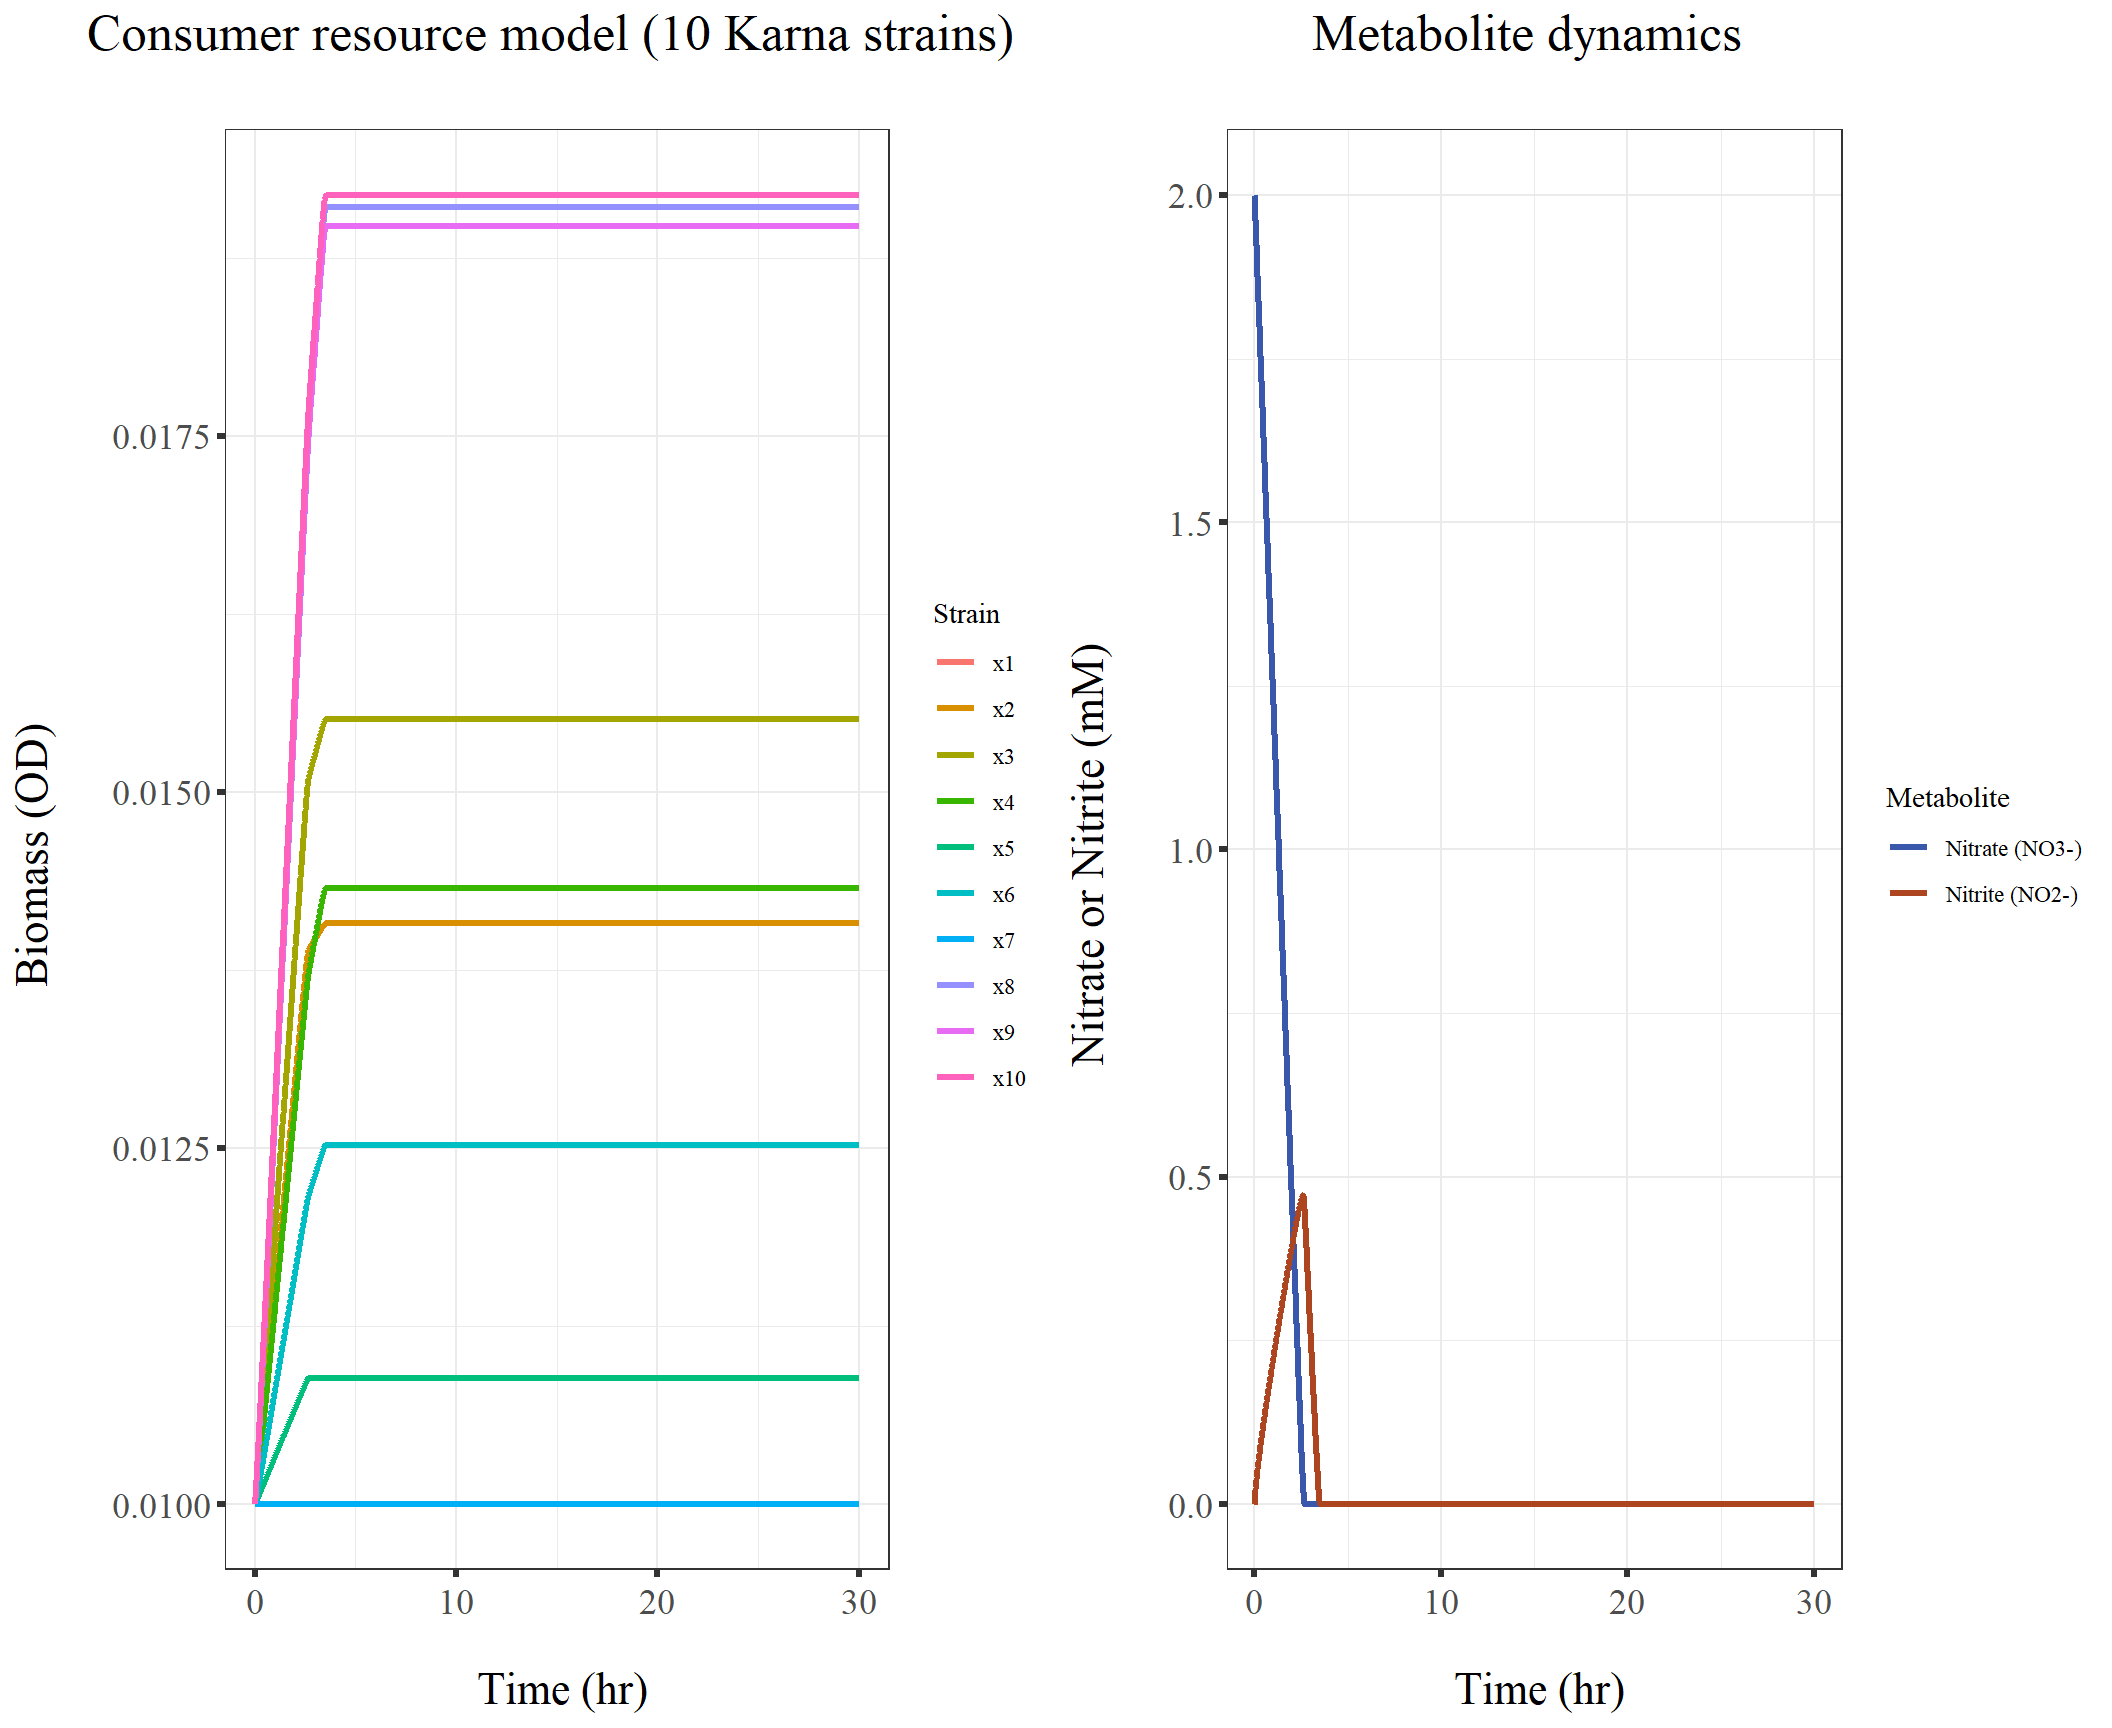 Consumer resource model (10 Karna strains)
Biomass (OD)
0.0175
0.0150
0.0125
0.0100
0
10
20
30
Time (hr)
Strain
x1
x2
x3
x4
x5
x6
x7
x8
x9
x10
Metabolite dynamics
Nitrate or Nitrite (mM)
2.0
1.5
1.0
0.5
0.0
0
10
20
30
Time (hr)
Metabolite
Nitrate (NO3-)
Nitrite (NO2-)